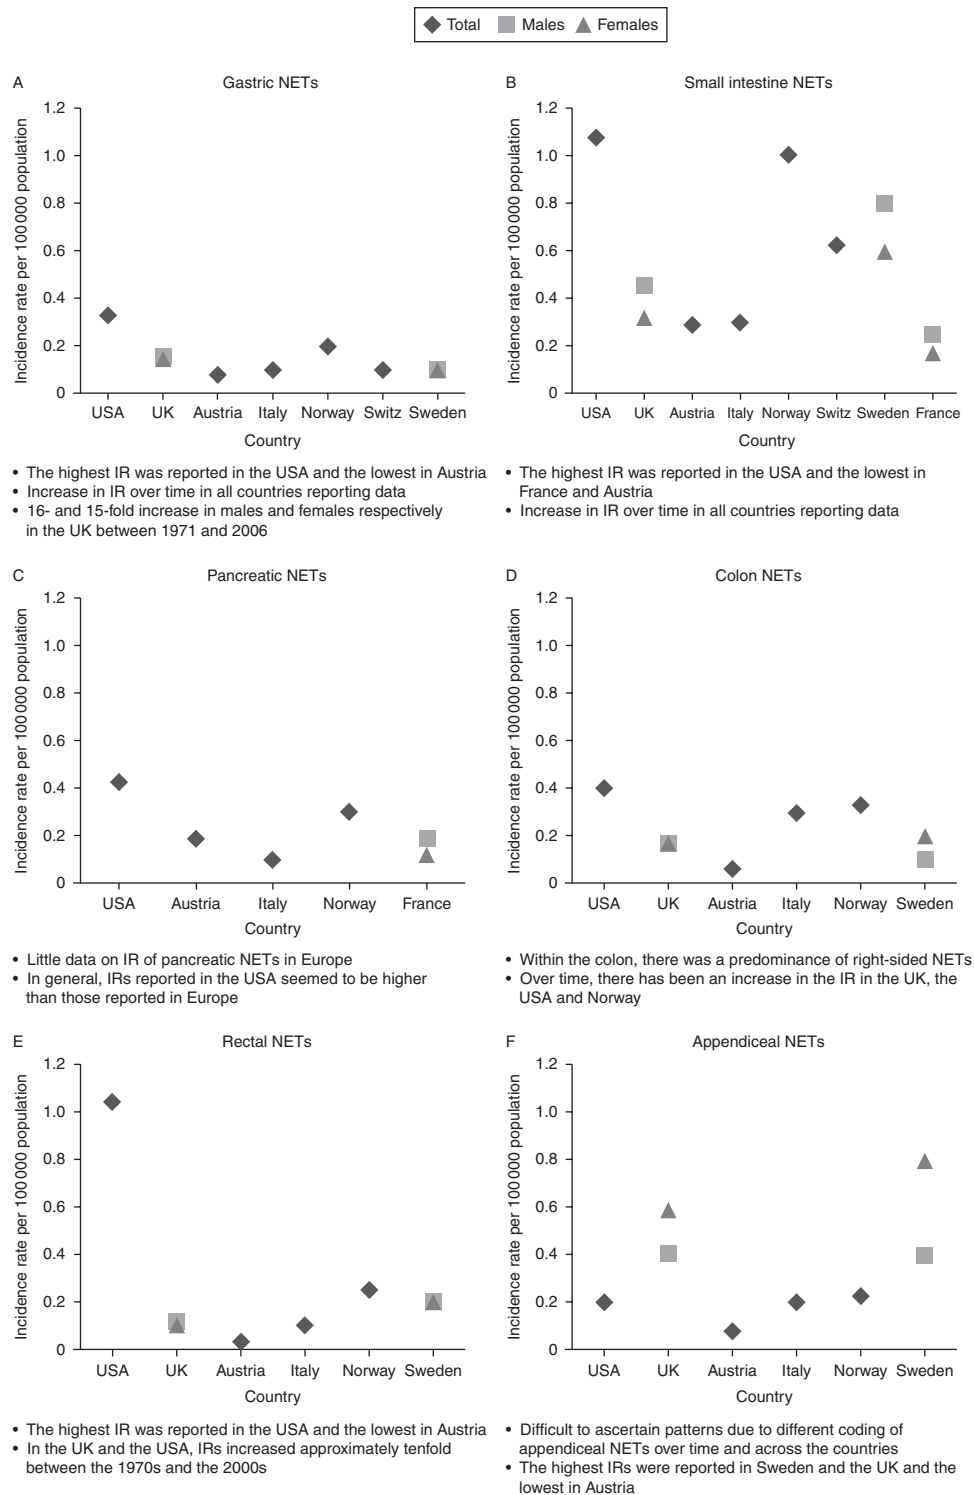 Total Males Females
A Gastric NETs
Incidence rate per 100 000 population
1.2
1.0
0.8
0.6
0.4
0.2
0
USA UK Austria Italy Norway Switz Sweden
Country
• The highest IR was reported in the USA and the lowest in Austria
• Increase in IR over time in all countries reporting data
• 16- and 15-fold increase in males and females respectively
in the UK between 1971 and 2006
B Small intestine NETs
Incidence rate per 100 000 population
1.2
1.0
0.8
0.6
0.4
0.2
0
USA UK Austria Italy Norway Switz Sweden France
Country
• The highest IR was reported in the USA and the lowest in
France and Austria
• Increase in IR over time in all countries reporting data
C Pancreatic NETs
Incidence rate per 100 000 population
1.2
1.0
0.8
0.6
0.4
0.2
0
USA Austria Italy Norway France
Country
• Little data on IR of pancreatic NETs in Europe
• In general, IRs reported in the USA seemed to be higher
than those reported in Europe
D Colon NETs
Incidence rate per 100 000 population
1.2
1.0
0.8
0.6
0.4
0.2
0
USA UK Austria Italy Norway Sweden
Country
• Within the colon, there was a predominance of right-sided NETs
• Over time, there has been an increase in the IR in the UK, the
USA and Norway
E Rectal NETs
Incidence rate per 100 000 population
1.2
1.0
0.8
0.6
0.4
0.2
0
USA UK Austria Italy Norway Sweden
Country
• The highest IR was reported in the USA and the lowest in Austria
• In the UK and the USA, IRs increased approximately tenfold
between the 1970s and the 2000s
F Appendiceal NETs
Incidence rate per 100 000 population
1.2
1.0
0.8
0.6
0.4
0.2
0
USA UK Austria Italy Norway Sweden
Country
• Difficult to ascertain patterns due to different coding of
appendiceal NETs over time and across the countries
• The highest IRs were reported in Sweden and the UK and the
lowest in Austria